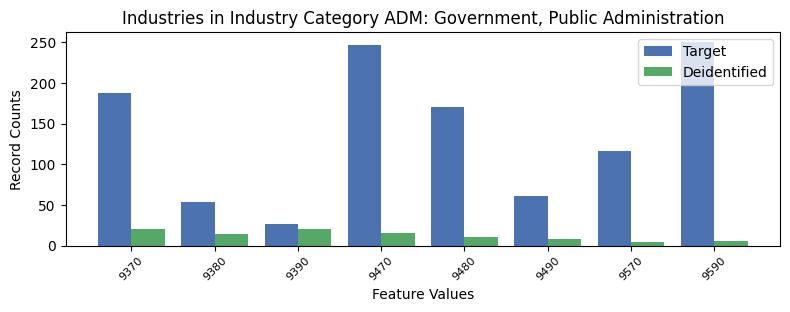 Industries in Industry Category ADM: Government, Public Administration
Target
Deidentified
Record Counts
250
200
150
100
50
0
9370 9380 9390 9470 9480 9490 9570 9590
Feature Values